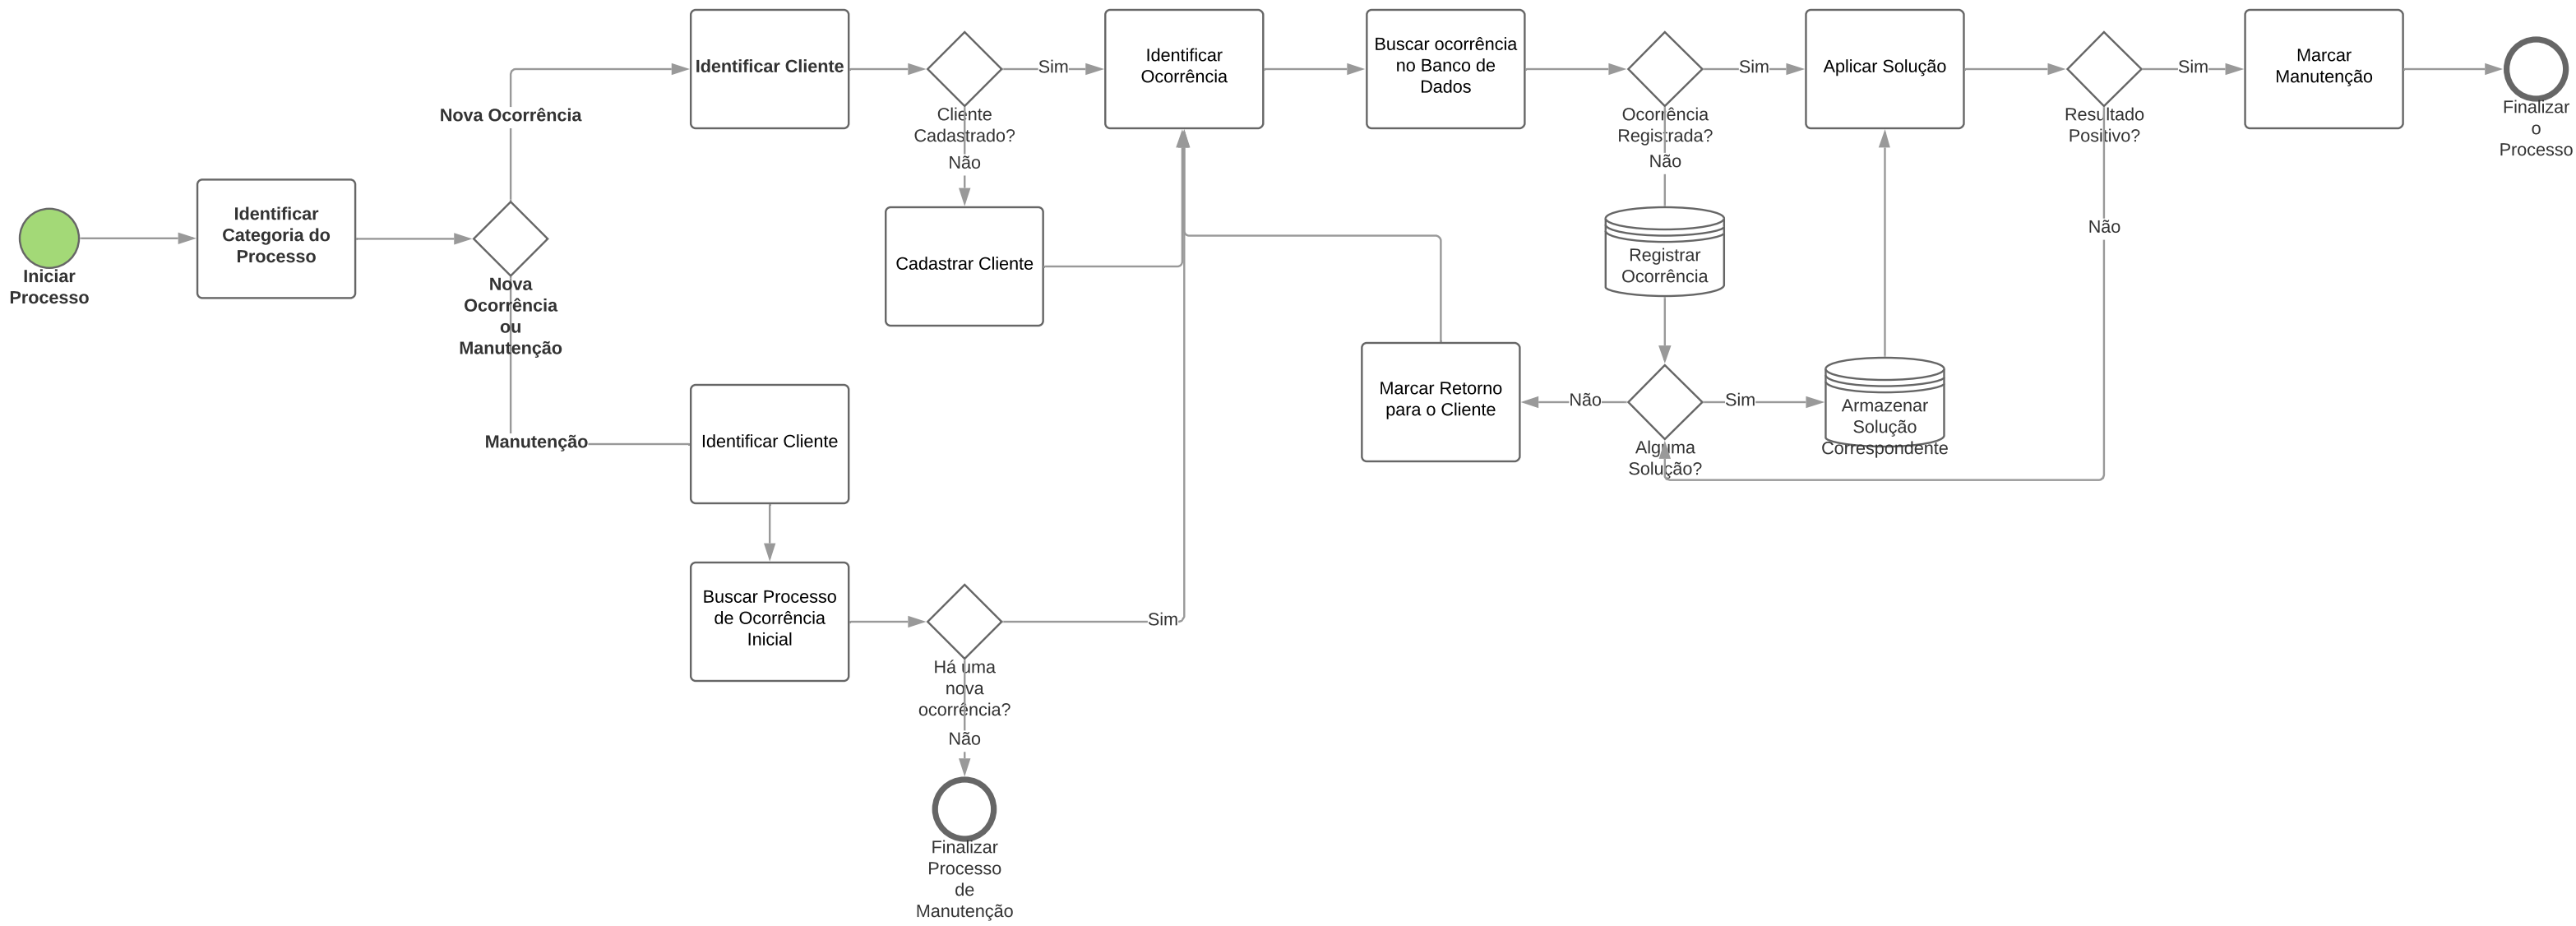 Iniciar
Processo
Identificar
Categoria do
Processo
Nova
Ocorrência
ou
Manutenção
Nova Ocorrência
Manutenção
Identificar Cliente
Cliente
Cadastrado?
Sim
Não
Cadastrar Cliente
Identificar
Ocorrência
Buscar ocorrência
no Banco de
Dados
Ocorrência
Registrada?
Sim
Não
Registrar
Ocorrência
Alguma
Solução?
Não
Sim
Marcar Retorno
para o Cliente
Armazenar
Solução
Correspondente
Aplicar Solução
Resultado
Positivo?
Sim
Não
Marcar
Manutenção
Finalizar
o
Processo
Identificar Cliente
Buscar Processo
de Ocorrência
Inicial
Há uma
nova
ocorrência?
Sim
Não
Finalizar
Processo
de
Manutenção